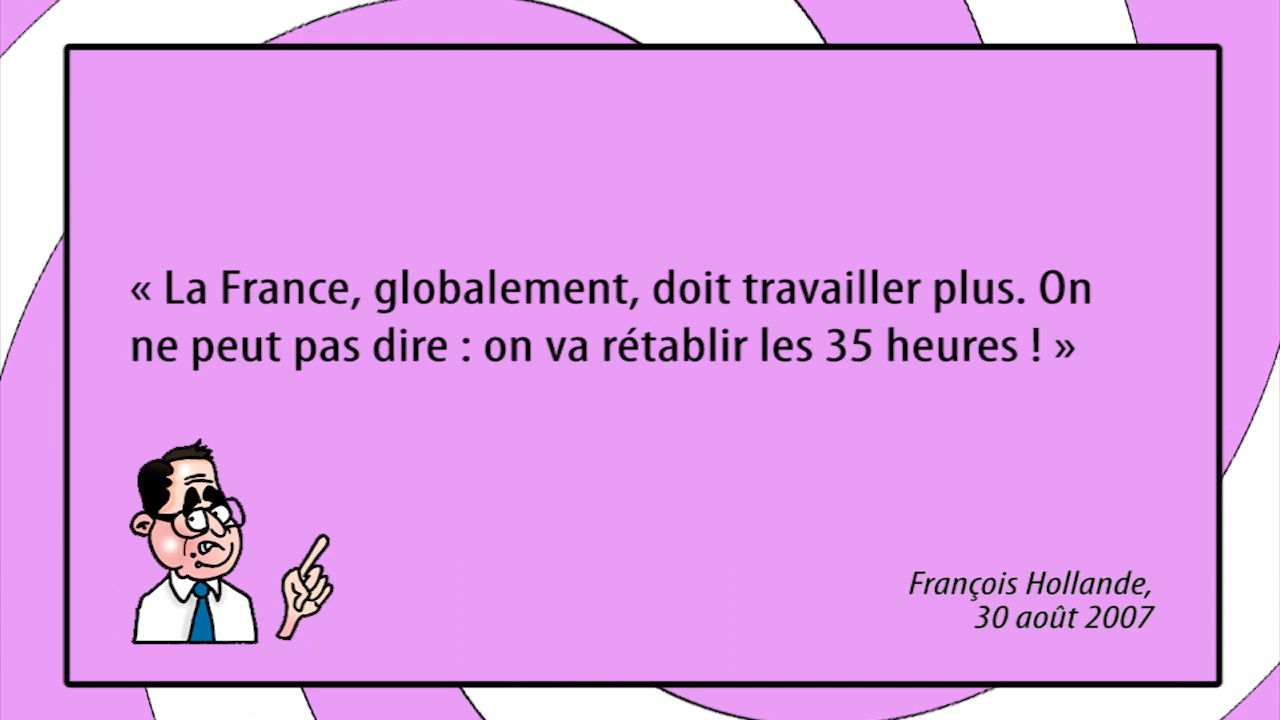 « La France, globalement, doit travailler plus. On
ne peut pas dire : on va rétablir les 35 heures ! »
François Hollande,
30 août 2007